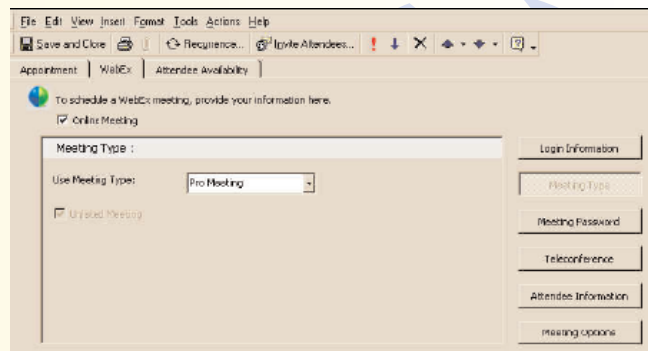 File Edit View Insert Format Tools Actions Help
Save and Close Recurrence... Invite Attendees...
Appointment WebEx Attendee Availability
To schedule a WebEx meeting, provide your information here.
Online Meeting
Meeting Type :
Login Information
Use Meeting Type: Pro Meeting
Meeting Type
Unlisted Meeting
Meeting Password
Teleconference
Attendee Information
Meeting Options